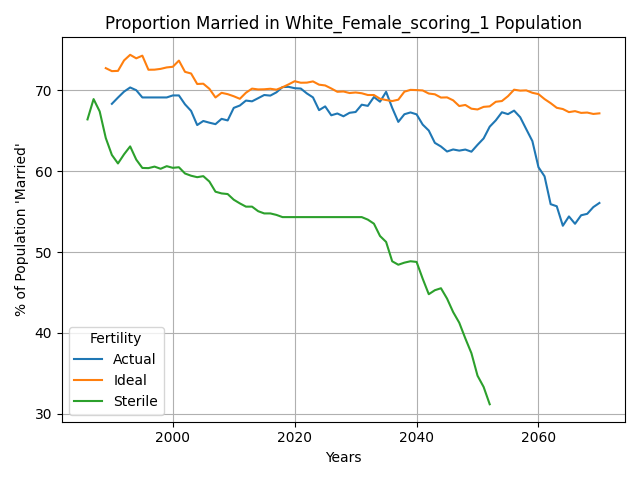 Proportion Married in White_Female_scoring_1 Population
% of Population 'Married'
70
60
50
40
30
Fertility
Actual
Ideal
Sterile
2000
2020
2040
2060
Years